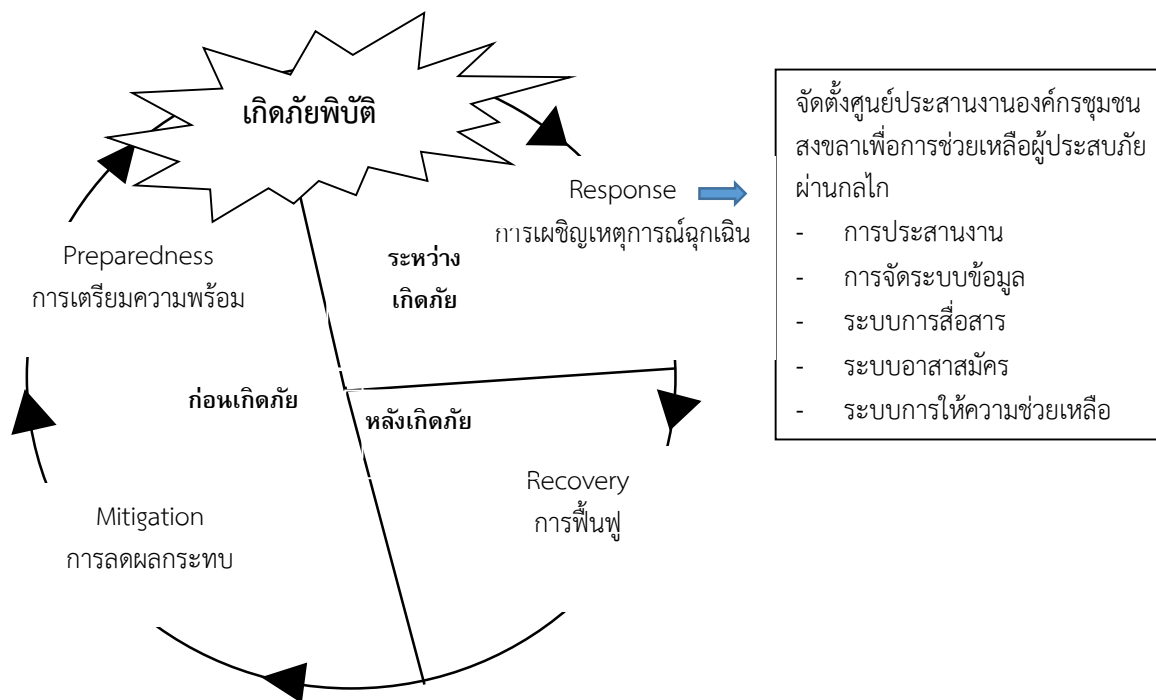 เกิดภัยพิบัติ
Response
การเผชิญเหตุการณ์ฉุกเฉิน
จัดตั้งศูนย์ประสานงานองค์กรชุมชน
สงขลาเพื่อการช่วยเหลือผู้ประสบภัย
ผ่านกลไก
- การประสานงาน
- การจัดระบบข้อมูล
- ระบบการสื่อสาร
- ระบบอาสาสมัคร
- ระบบการให้ความช่วยเหลือ
Preparedness
การเตรียมความพร้อม
ระหว่าง
เกิดภัย
ก่อนเกิดภัย
หลังเกิดภัย
Recovery
การฟื้นฟู
Mitigation
การลดผลกระทบ